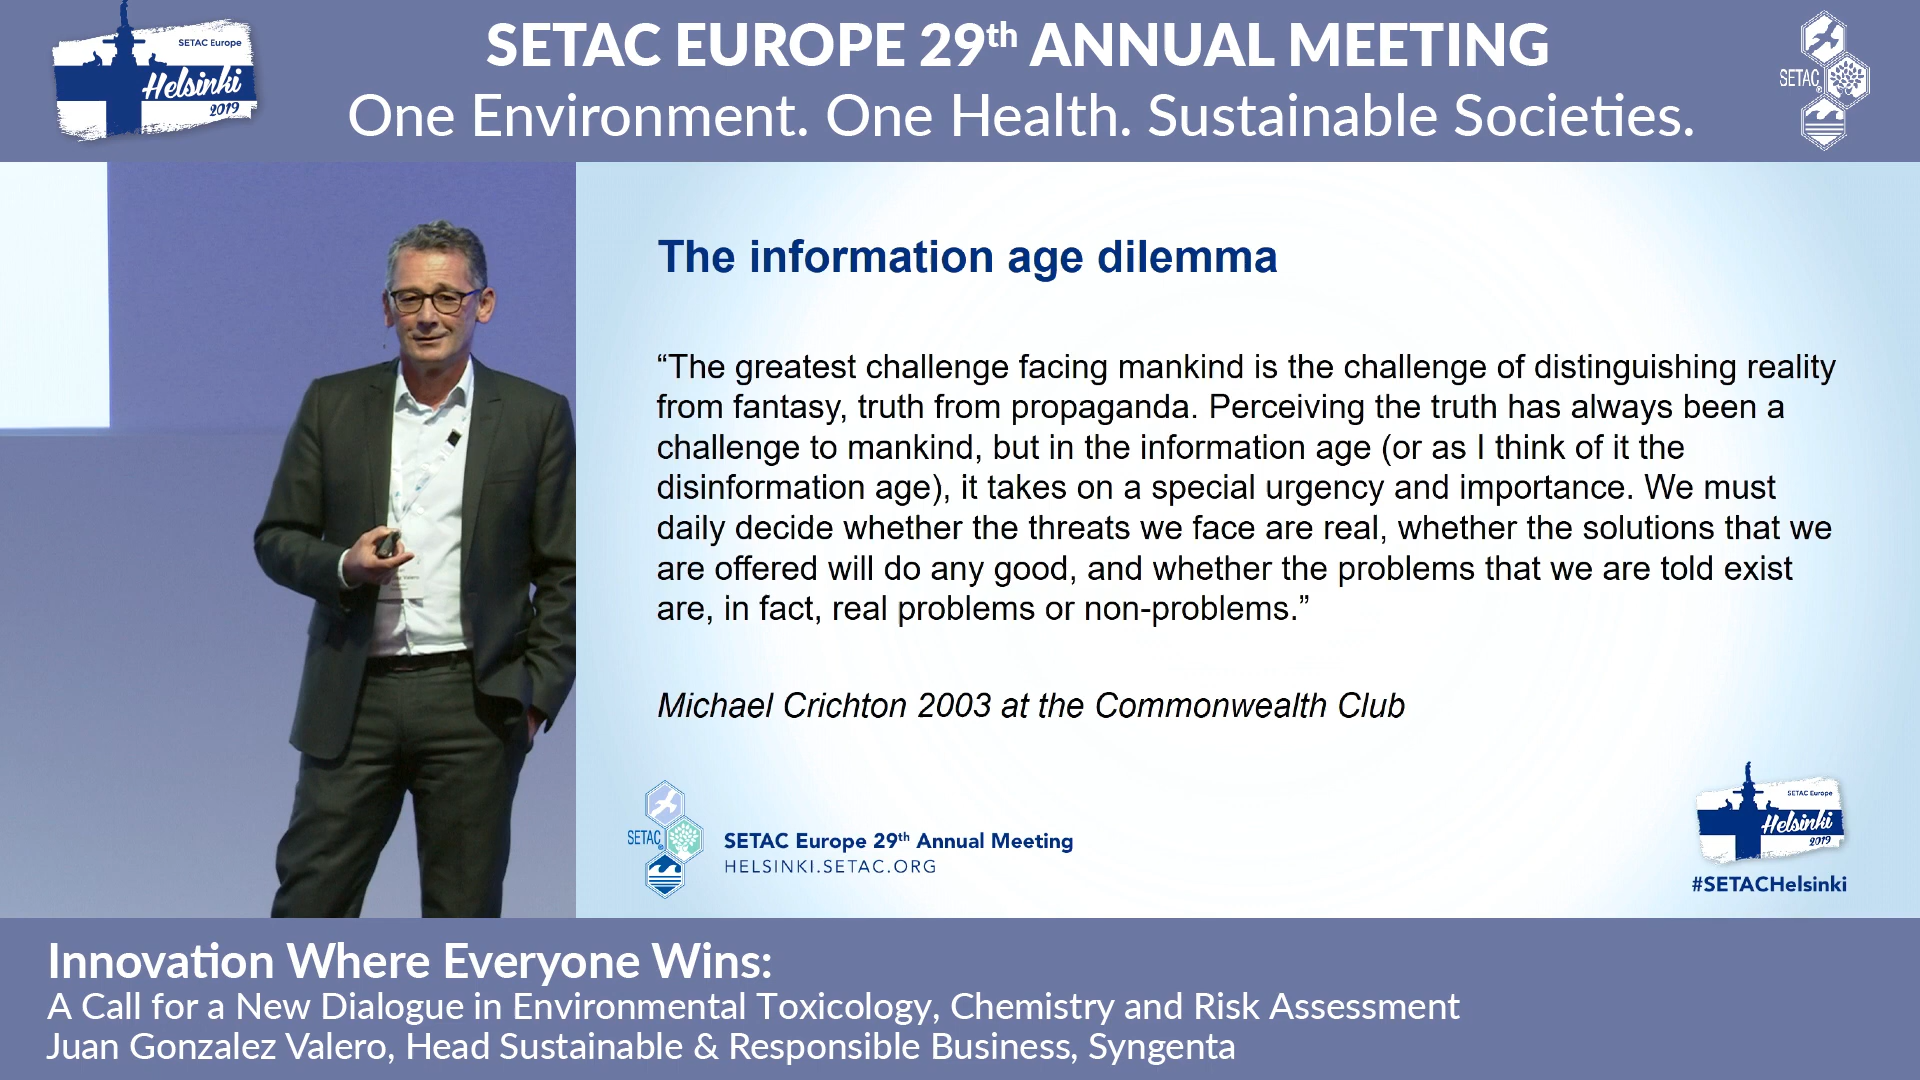 SETAC Europe
Helsinki
2019
SETAC EUROPE 29th ANNUAL MEETING
One Environment. One Health. Sustainable Societies.
SETAC
The information age dilemma
“The greatest challenge facing mankind is the challenge of distinguishing reality
from fantasy, truth from propaganda. Perceiving the truth has always been a
challenge to mankind, but in the information age (or as I think of it the
disinformation age), it takes on a special urgency and importance. We must
daily decide whether the threats we face are real, whether the solutions that we
are offered will do any good, and whether the problems that we are told exist
are, in fact, real problems or non-problems.”
Michael Crichton 2003 at the Commonwealth Club
SETAC
SETAC Europe 29th Annual Meeting
HELSINKI.SETAC.ORG
SETAC Europe
Helsinki
2019
#SETACHelsinki
Innovation Where Everyone Wins:
A Call for a New Dialogue in Environmental Toxicology, Chemistry and Risk Assessment
Juan Gonzalez Valero, Head Sustainable & Responsible Business, Syngenta